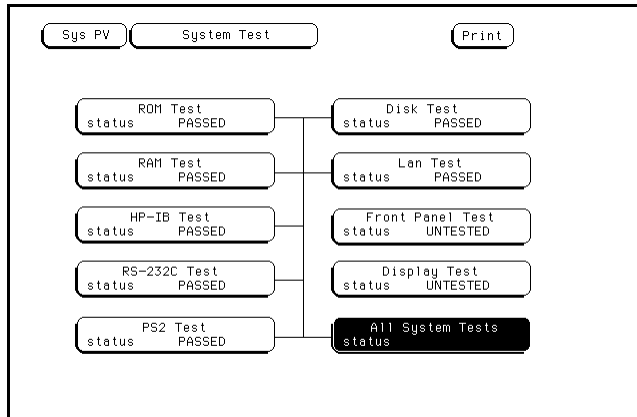 Sys PV System Test Print
ROM Test
status PASSED
Disk Test
status PASSED
RAM Test
status PASSED
Lan Test
status PASSED
HP-IB Test
status PASSED
Front Panel Test
status UNTESTED
RS-232C Test
status PASSED
Display Test
status UNTESTED
PS2 Test
status PASSED
All System Tests
status